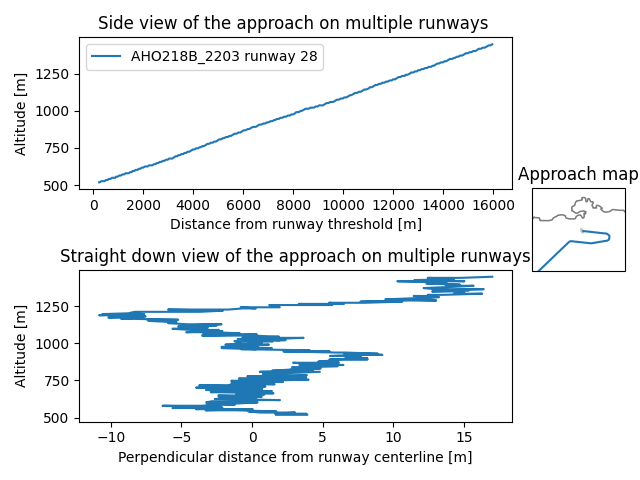 Side view of the approach on multiple runways
AHO218B_2203 runway 28
Altitude [m]
1250
1000
750
500
0 2000 4000 6000 8000 10000 12000 14000 16000
Distance from runway threshold [m]
Approach map
Straight down view of the approach on multiple runways
Altitude [m]
1250
1000
750
500
−10 −5 0 5 10 15
Perpendicular distance from runway centerline [m]